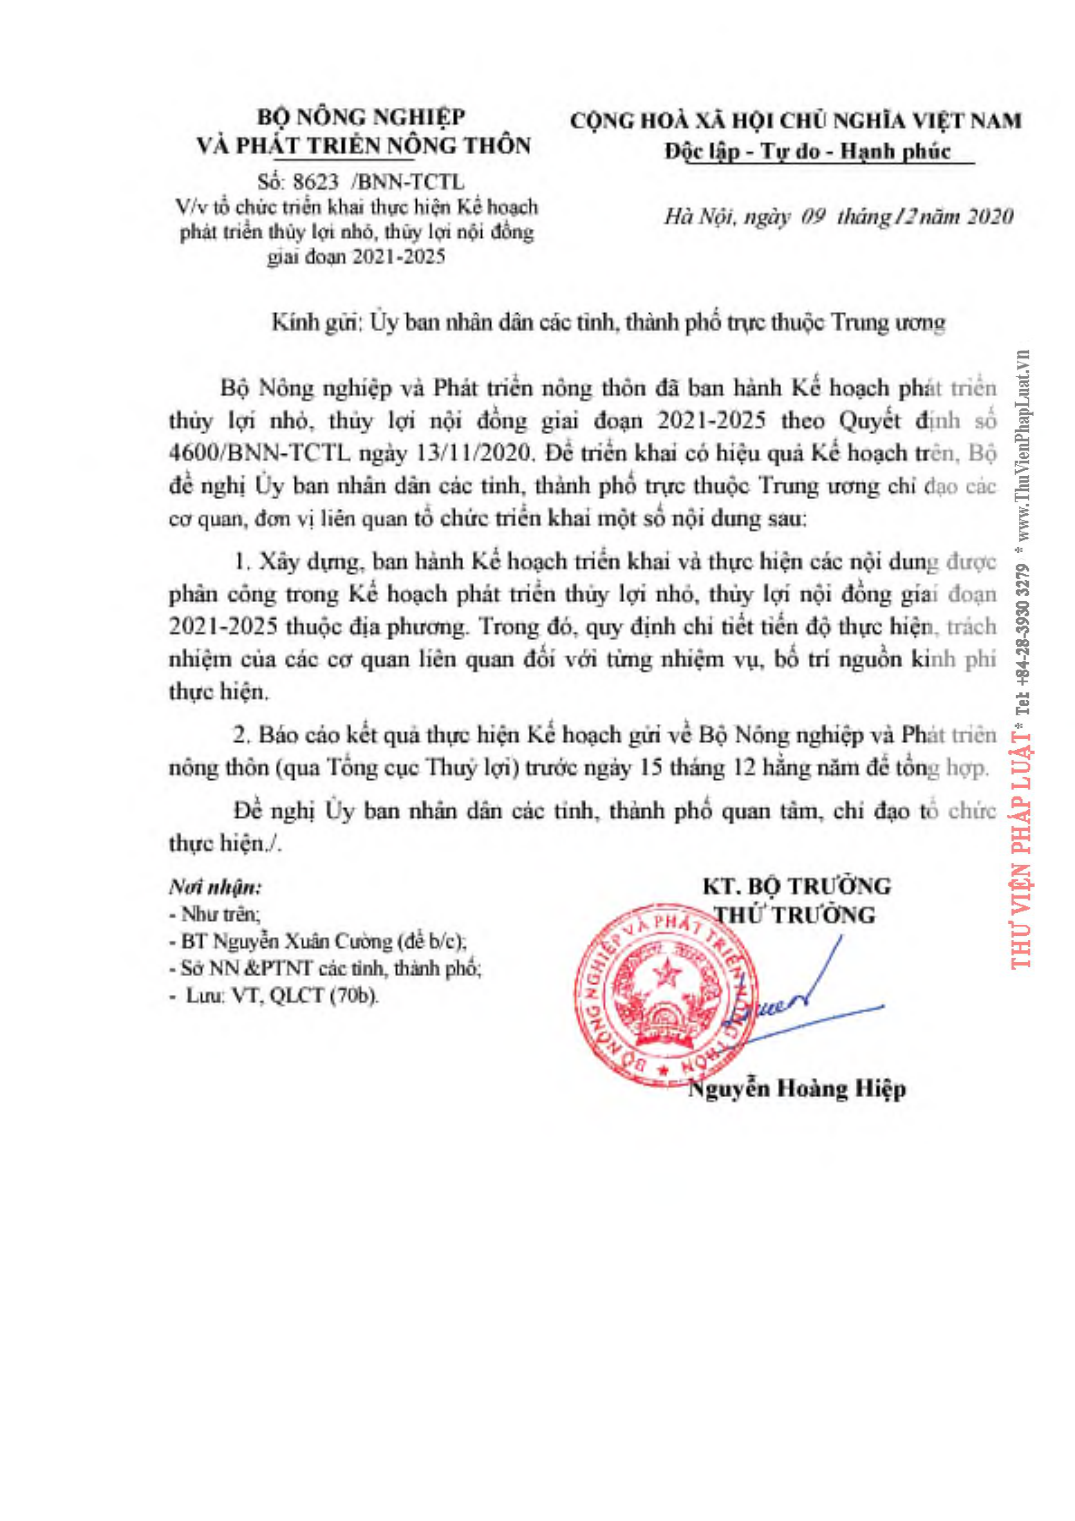 BỘ NÔNG NGHIỆP
VÀ PHÁT TRIỂN NÔNG THÔN
Số: 8623 /BNN-TCTL
V/v tổ chức triển khai thực hiện Kế hoạch
phát triển thủy lợi nhỏ, thủy lợi nội đồng
giai đoạn 2021-2025
CỘNG HOÀ XÃ HỘI CHỦ NGHĨA VIỆT NAM
Độc lập - Tự do - Hạnh phúc
Hà Nội, ngày 09 tháng 12 năm 2020
Kính gửi: Ủy ban nhân dân các tỉnh, thành phố trực thuộc Trung ương
Bộ Nông nghiệp và Phát triển nông thôn đã ban hành Kế hoạch phát triển
thủy lợi nhỏ, thủy lợi nội đồng giai đoạn 2021-2025 theo Quyết định số
4600/BNN-TCTL ngày 13/11/2020. Để triển khai có hiệu quả Kế hoạch trên, Bộ
đề nghị Ủy ban nhân dân các tỉnh, thành phố trực thuộc Trung ương chỉ đạo các
cơ quan, đơn vị liên quan tổ chức triển khai một số nội dung sau:
1. Xây dựng, ban hành Kế hoạch triển khai và thực hiện các nội dung được
phân công trong Kế hoạch phát triển thủy lợi nhỏ, thủy lợi nội đồng giai đoạn
2021-2025 thuộc địa phương. Trong đó, quy định chi tiết tiến độ thực hiện, trách
nhiệm của các cơ quan liên quan đối với từng nhiệm vụ, bố trí nguồn kinh phí
thực hiện.
2. Báo cáo kết quả thực hiện Kế hoạch gửi về Bộ Nông nghiệp và Phát triển
nông thôn (qua Tổng cục Thuỷ lợi) trước ngày 15 tháng 12 hằng năm để tổng hợp.
Đề nghị Ủy ban nhân dân các tỉnh, thành phố quan tâm, chỉ đạo tổ chức
thực hiện./.
Nơi nhận:
- Như trên;
- BT Nguyễn Xuân Cường (để b/c);
- Sở NN &PTNT các tỉnh, thành phố;
- Lưu: VT, QLCT (70b).
KT. BỘ TRƯỞNG
THỨ TRƯỞNG
BỘ NÔNG NGHIỆP VÀ PHÁT TRIỂN NÔNG THÔN
Nguyễn Hoàng Hiệp
THƯ VIỆN PHÁP LUẬT * Tel: +84-28-3930 3279 * www.ThuVienPhapLuat.vn